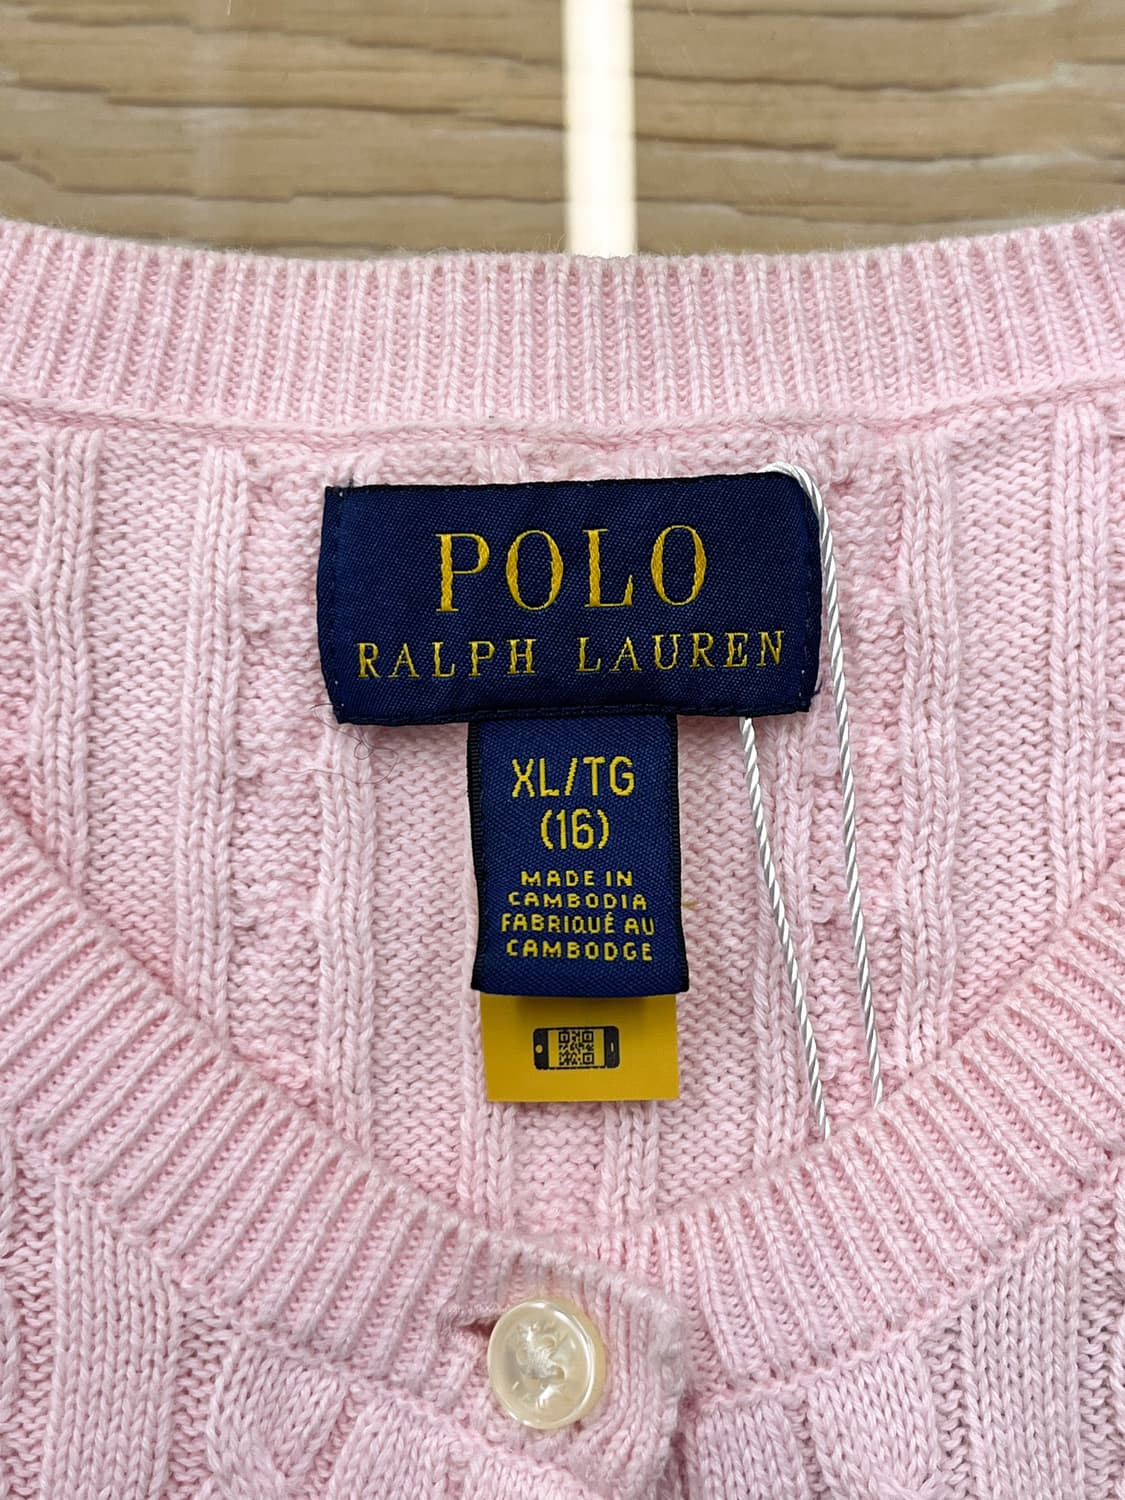 POLO
RALPH LAUREN
XL/TG
(16)
MADE IN
CAMBODIA
FABRIQUÉ AU
CAMBODGE